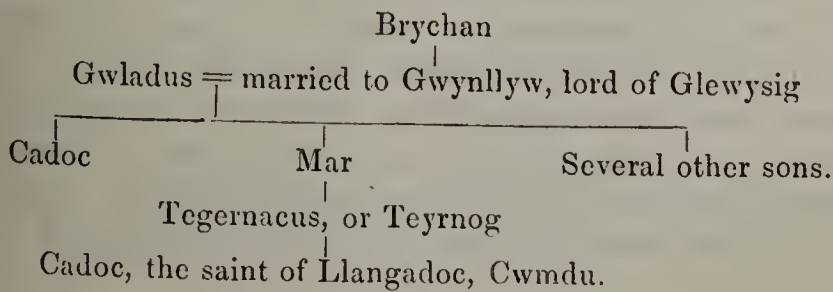 Brychan
Gwladus = married to Gwynllyw, lord of Glewysig
Cadoc Mar Several other sons.
Tegernacus, or Teyrnog
Cadoc, the saint of Llangadoc, Cwmdu.